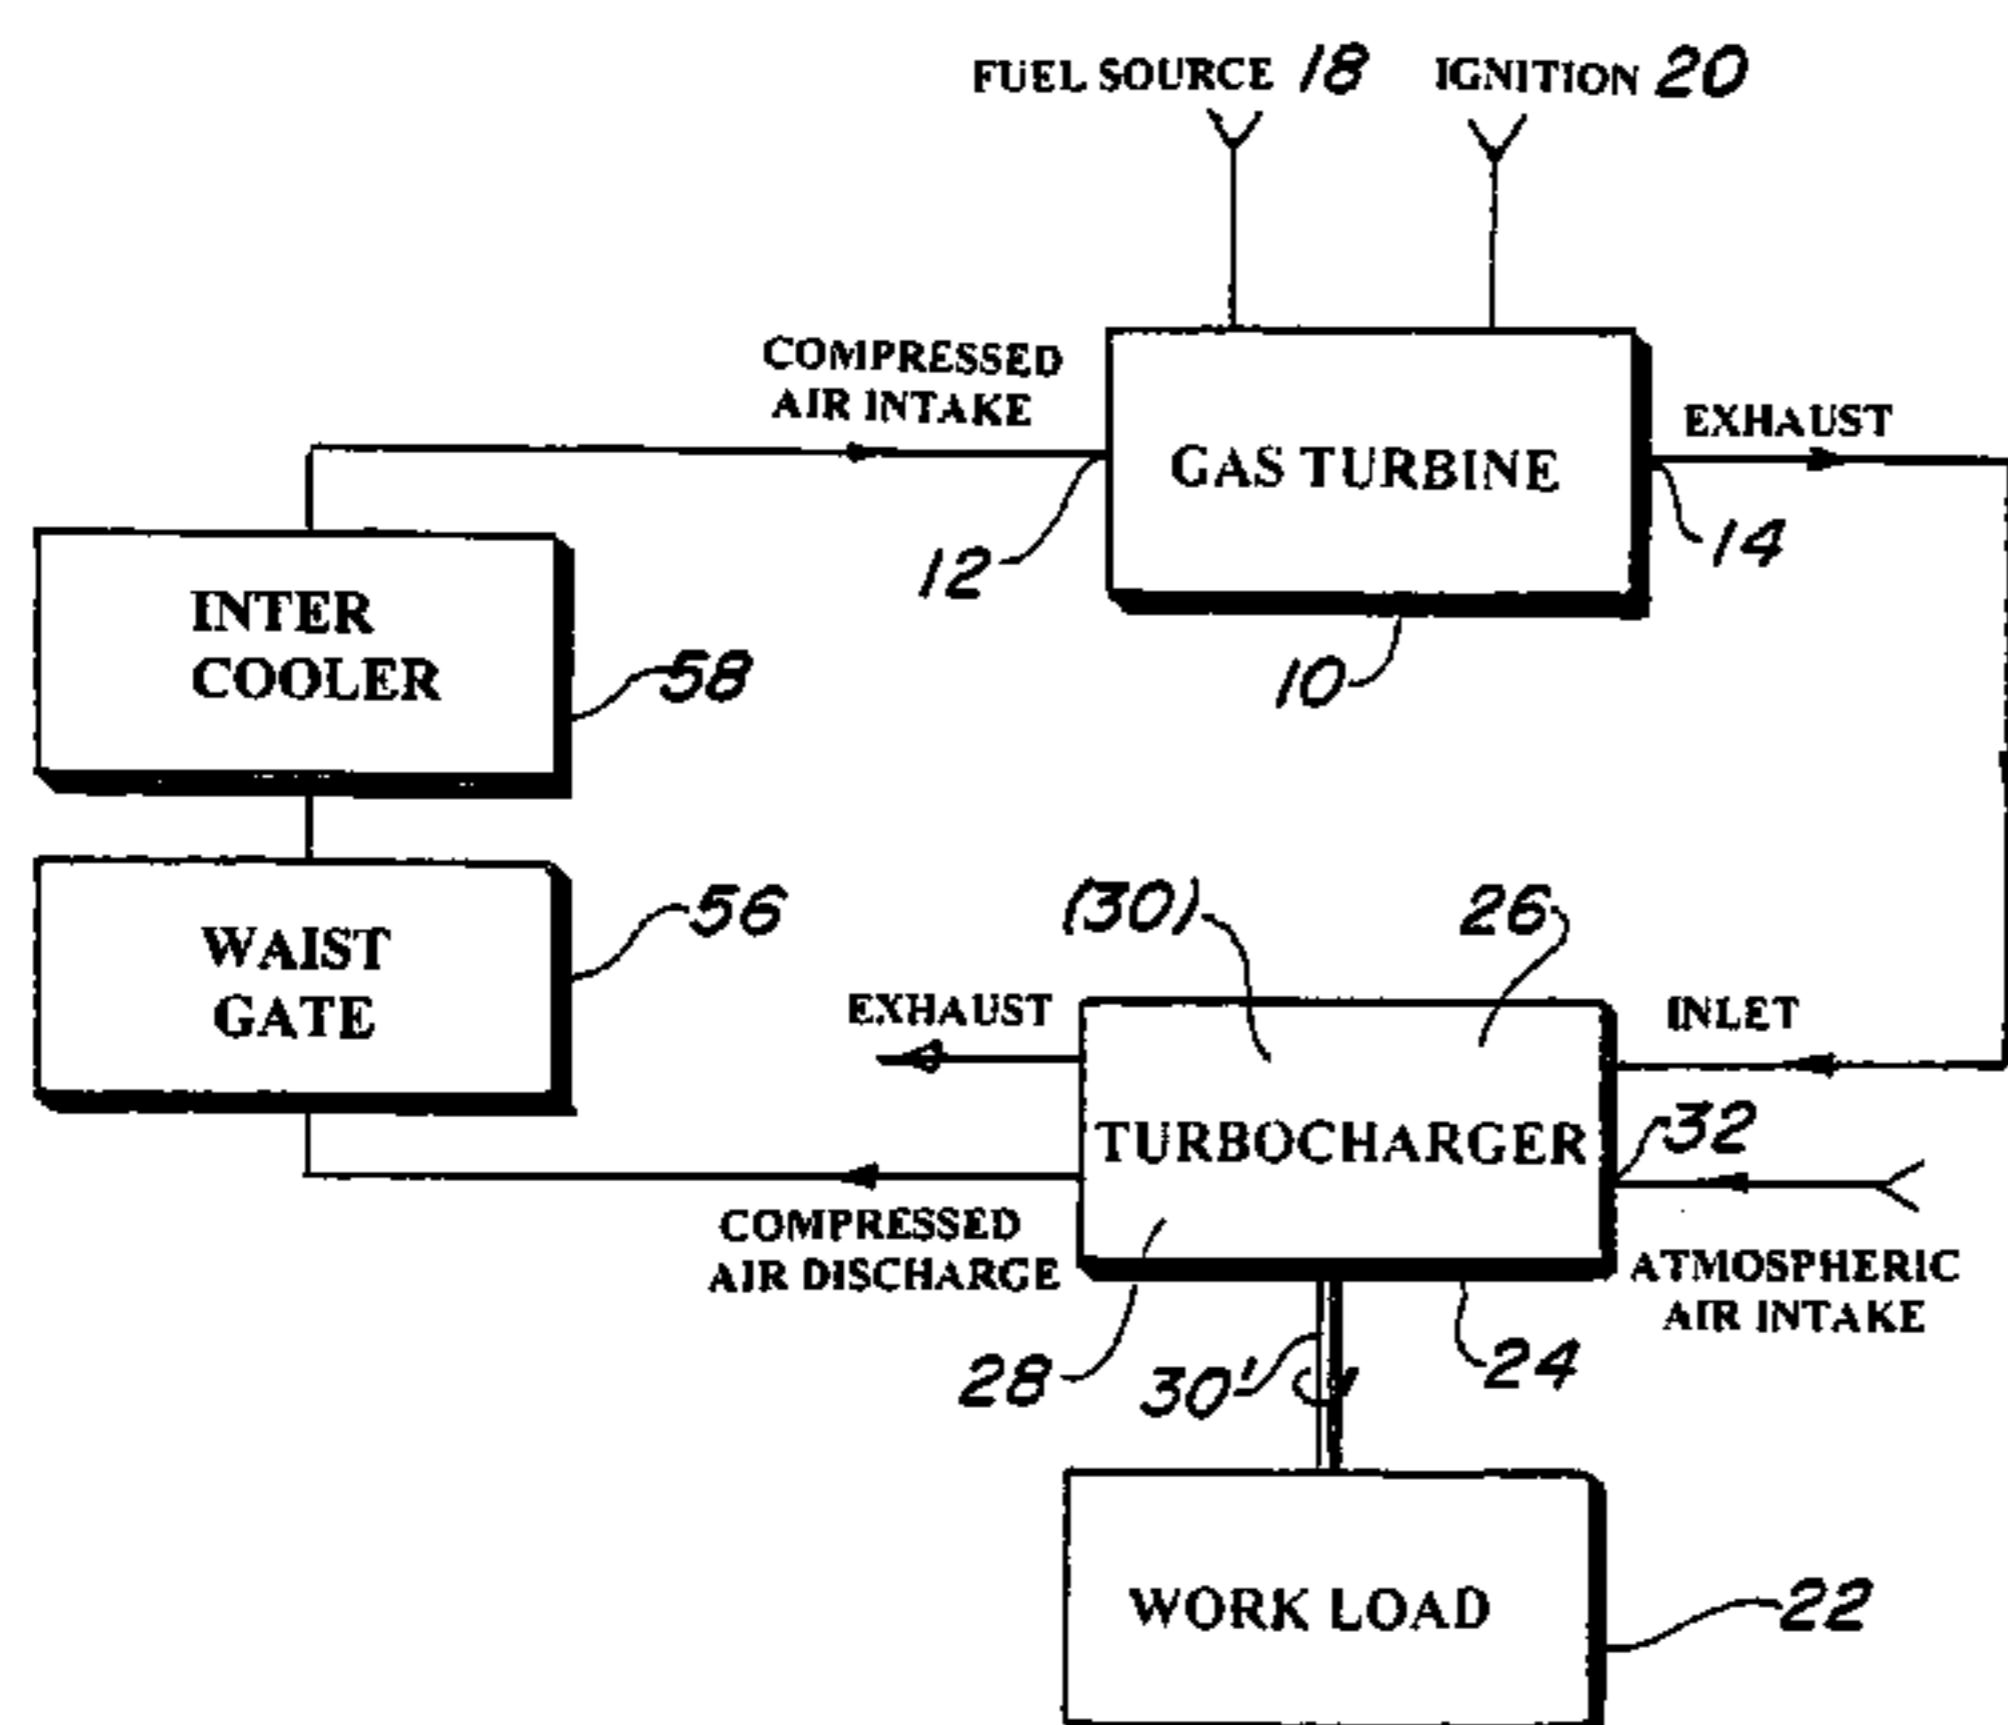 FUEL SOURCE 18
IGNITION 20
COMPRESSED
AIR INTAKE
GAS TURBINE
EXHAUST
12
14
10
INTER
COOLER
58
WAIST
GATE
56
(30)
26
EXHAUST
INLET
TURBOCHARGER
32
COMPRESSED
AIR DISCHARGE
ATMOSPHERIC
AIR INTAKE
28
30'
24
WORK LOAD
22